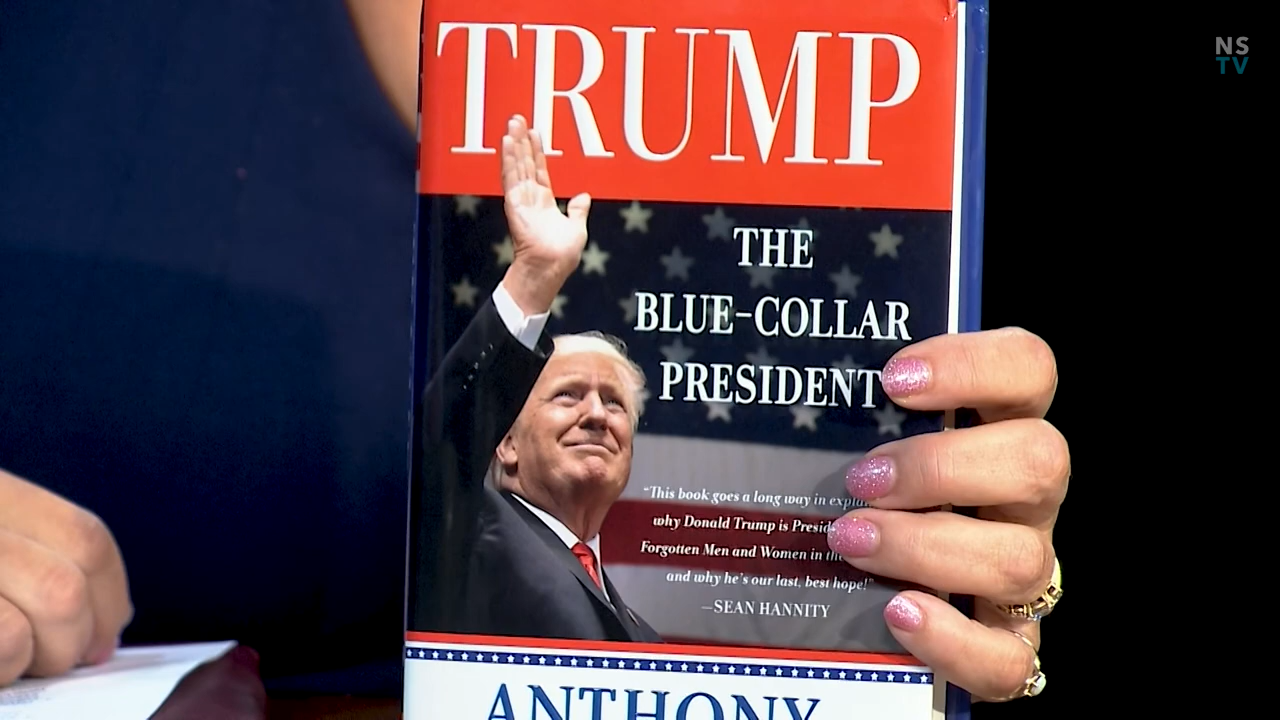 TRUMP
THE
BLUE-COLLAR
PRESIDENT
"This book goes a long way in
why Donald Trump is
Forgotten Men and Women in
and why he's our last, best hope!"
—SEAN HANNITY
ANTHONY
NS
TV